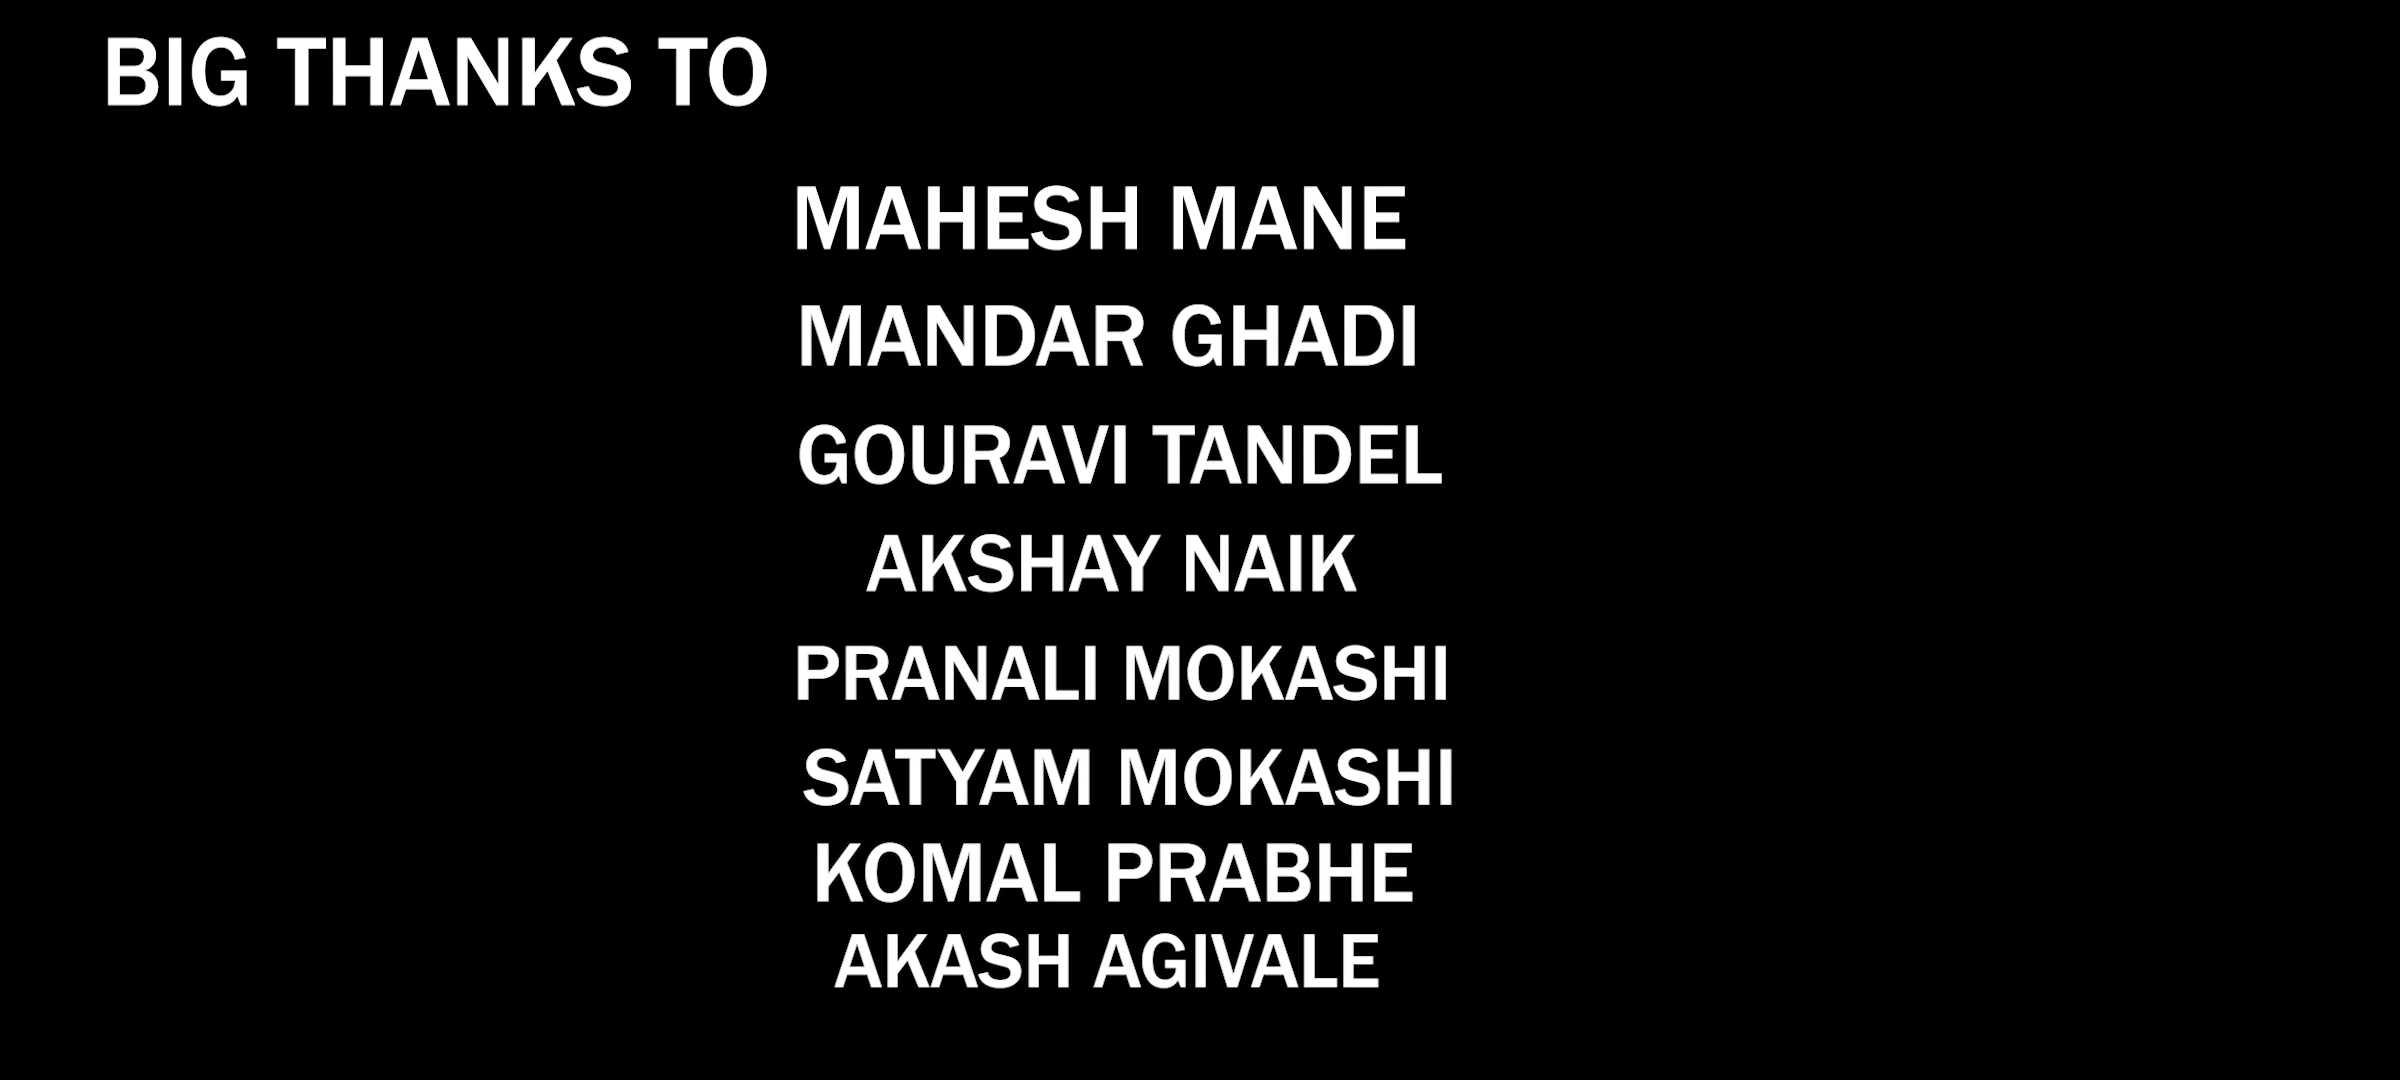 BIG THANKS TO
MAHESH MANE
MANDAR GHADI
GOURAVI TANDEL
AKSHAY NAIK
PRANALI MOKASHI
SATYAM MOKASHI
KOMAL PRABHE
AKASH AGIVALE